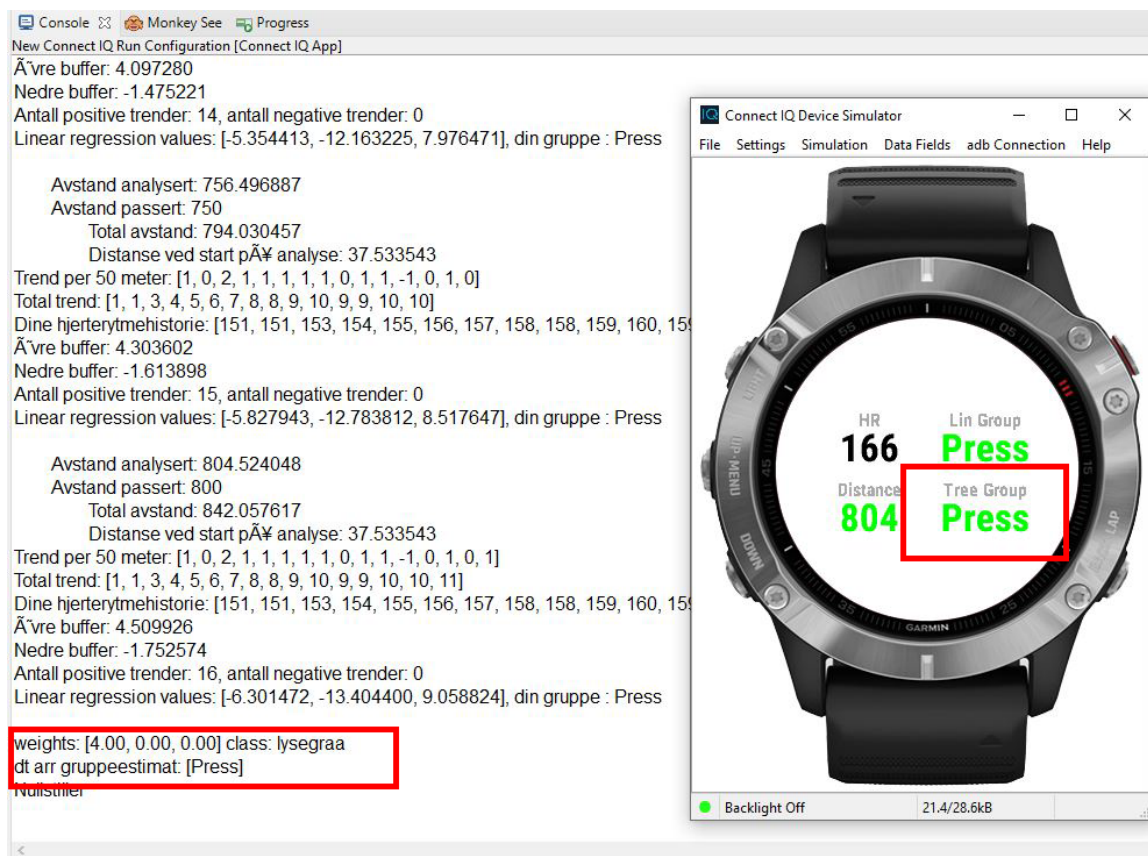 Console Monkey See Progress
New Connect IQ Run Configuration [Connect IQ App]
Ã˜vre buffer: 4.097280
Nedre buffer: -1.475221
Antall positive trender: 14, antall negative trender: 0
Linear regression values: [-5.354413, -12.163225, 7.976471], din gruppe : Press
Avstand analysert: 756.496887
Avstand passert: 750
Total avstand: 794.030457
Distanse ved start pÃ¥ analyse: 37.533543
Trend per 50 meter: [1, 0, 2, 1, 1, 1, 1, 1, 0, 1, 1, -1, 0, 1, 0]
Total trend: [1, 1, 3, 4, 5, 6, 7, 8, 8, 9, 10, 9, 9, 10, 10]
Dine hjerterytmehistorie: [151, 151, 153, 154, 155, 156, 157, 158, 158, 159, 160, 159
Ã˜vre buffer: 4.303602
Nedre buffer: -1.613898
Antall positive trender: 15, antall negative trender: 0
Linear regression values: [-5.827943, -12.783812, 8.517647], din gruppe : Press
Avstand analysert: 804.524048
Avstand passert: 800
Total avstand: 842.057617
Distanse ved start pÃ¥ analyse: 37.533543
Trend per 50 meter: [1, 0, 2, 1, 1, 1, 1, 1, 0, 1, 1, -1, 0, 1, 0, 1]
Total trend: [1, 1, 3, 4, 5, 6, 7, 8, 8, 9, 10, 9, 9, 10, 10, 11]
Dine hjerterytmehistorie: [151, 151, 153, 154, 155, 156, 157, 158, 158, 159, 160, 159
Ã˜vre buffer: 4.509926
Nedre buffer: -1.752574
Antall positive trender: 16, antall negative trender: 0
Linear regression values: [-6.301472, -13.404400, 9.058824], din gruppe : Press
weights: [4.00, 0.00, 0.00] class: lysegraa
dt arr gruppeestimat: [Press]
Nullstiller
IQ Connect IQ Device Simulator
File Settings Simulation Data Fields adb Connection Help
55 05
LIGHT
UP·MENU
45
DOWN
35
25
15
LAP
HR Lin Group
166 Press
Distance Tree Group
804 Press
GARMIN
Backlight Off 21.4/28.6kB